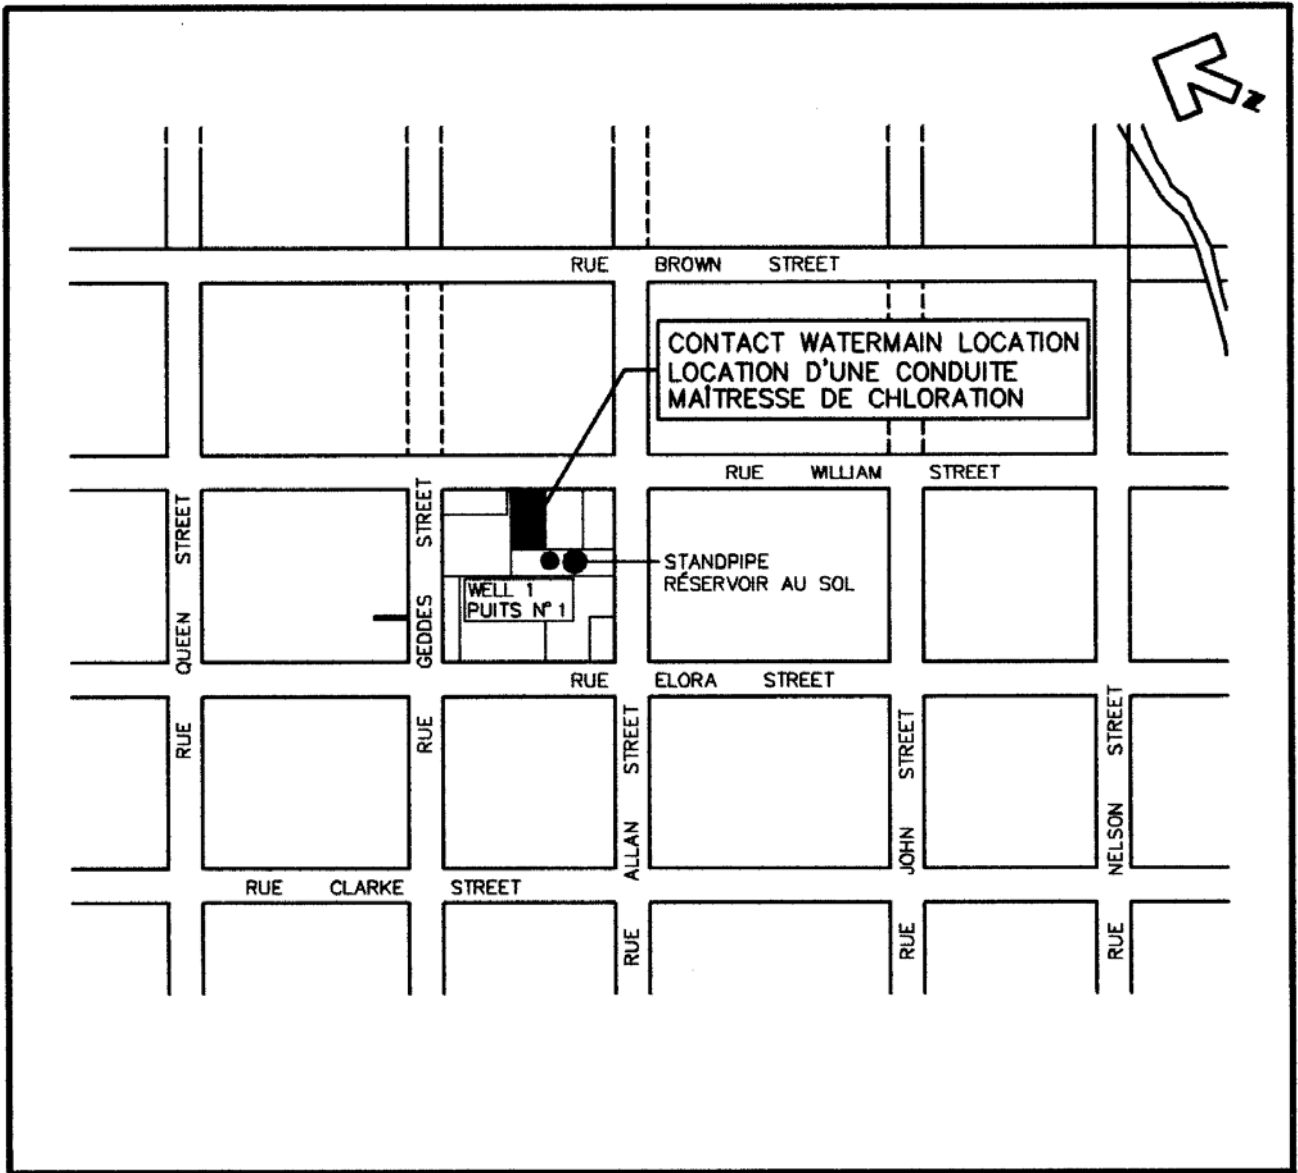 N
RUE BROWN STREET
CONTACT WATERMAIN LOCATION
LOCATION D'UNE CONDUITE
MAÎTRESSE DE CHLORATION
RUE WILLIAM STREET
STANDPIPE
RÉSERVOIR AU SOL
WELL 1
PUITS Nº 1
RUE QUEEN STREET
RUE GEDDES STREET
RUE ELORA STREET
RUE ALLAN STREET
RUE JOHN STREET
RUE NELSON STREET
RUE CLARKE STREET